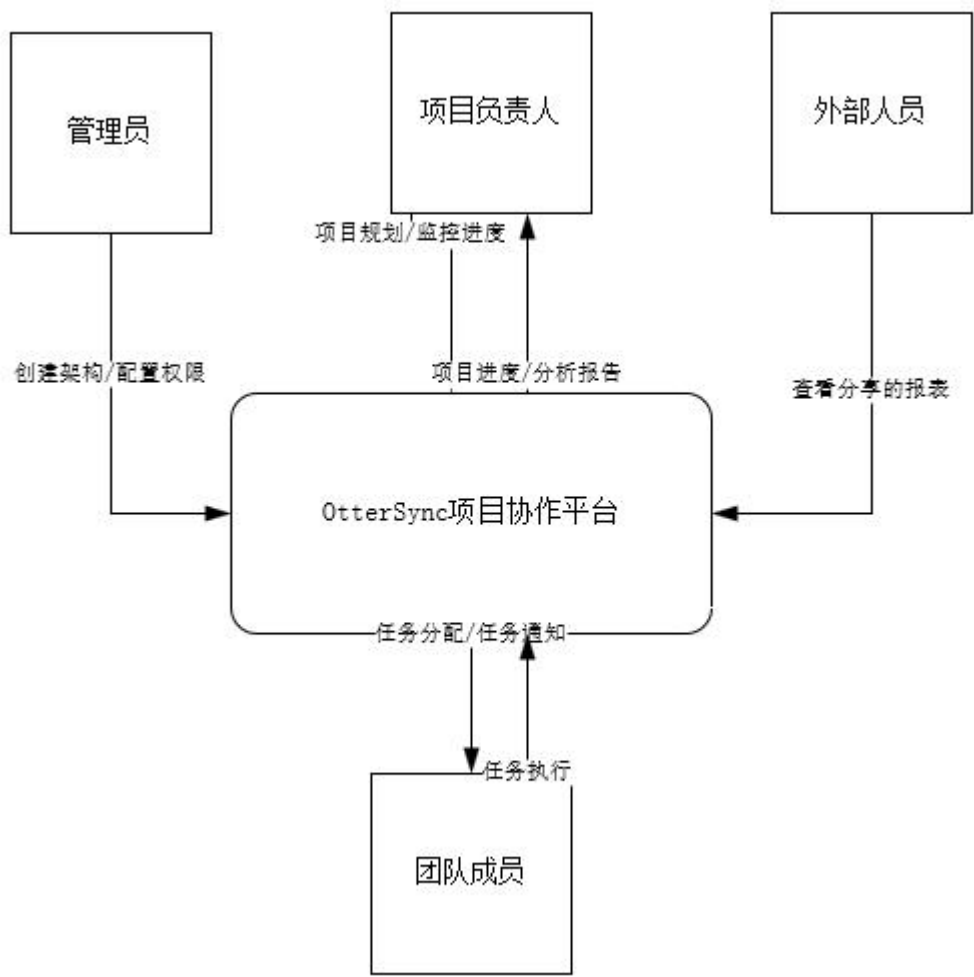 管理员
项目负责人
外部人员
项目规划/监控进度
创建架构/配置权限
项目进度/分析报告
查看分享的报表
OtterSync项目协作平台
任务分配/任务通知
任务执行
团队成员